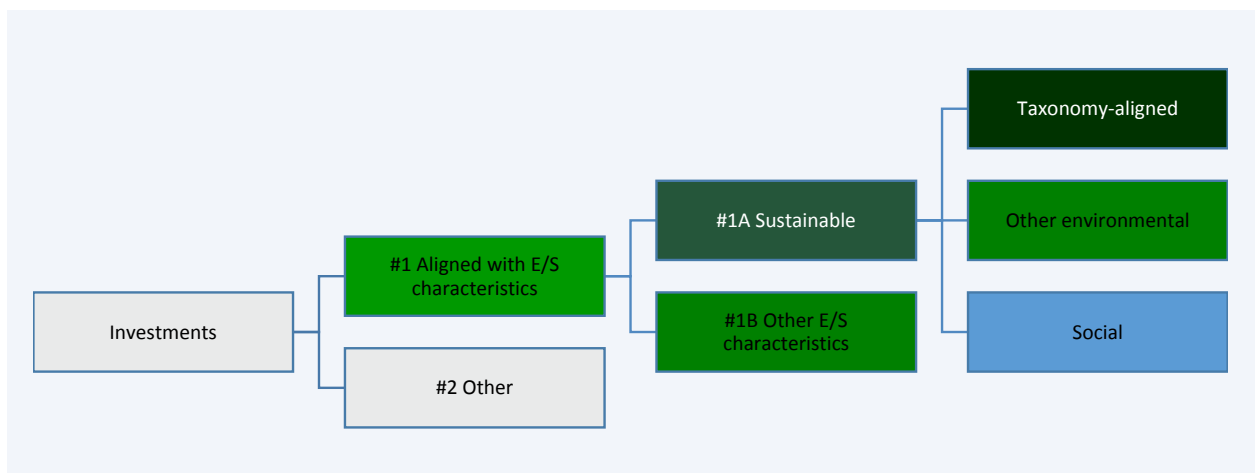 Investments
#1 Aligned with E/S
characteristics
#2 Other
#1A Sustainable
#1B Other E/S
characteristics
Taxonomy-aligned
Other environmental
Social